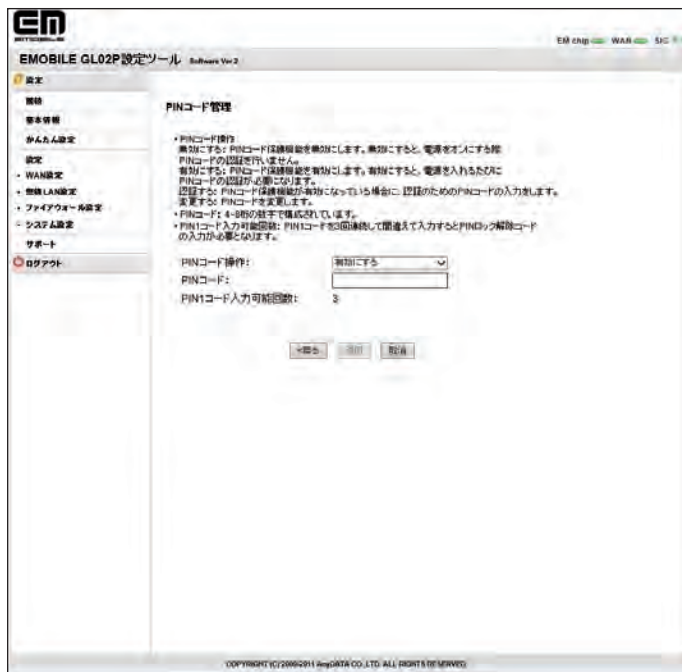 EM
EMOBILE
EM chip WAN SIG
EMOBILE GL02P設定ツール Software Ver.2
設定
接続
基本情報
かんたん設定
設定
・ WAN設定
・ 無線LAN設定
・ ファイアウォール設定
・ システム設定
サポート
ログアウト
PINコード管理
・PINコード操作
無効にする: PINコード保護機能を無効にします。無効にすると、電源をオンにする際
PINコードの認証を行いません。
有効にする: PINコード保護機能を有効にします。有効にすると、電源を入れるたびに
PINコードの認証が必要になります。
認証する: PINコード保護機能が有効になっている場合に、認証のためのPINコードの入力をします。
変更する: PINコードを変更します。
・PINコード: 4-8桁の数字で構成されています。
・PIN1コード入力可能回数: PIN1コードを3回連続して間違えて入力するとPINロック解除コード
の入力が必要となります。
PINコード操作: 有効にする
PINコード:
PIN1コード入力可能回数: 3
<戻る 適用 取消
COPYRIGHT (C) 2009-2011 AnyDATA CO.,LTD. ALL RIGHTS RESERVED.